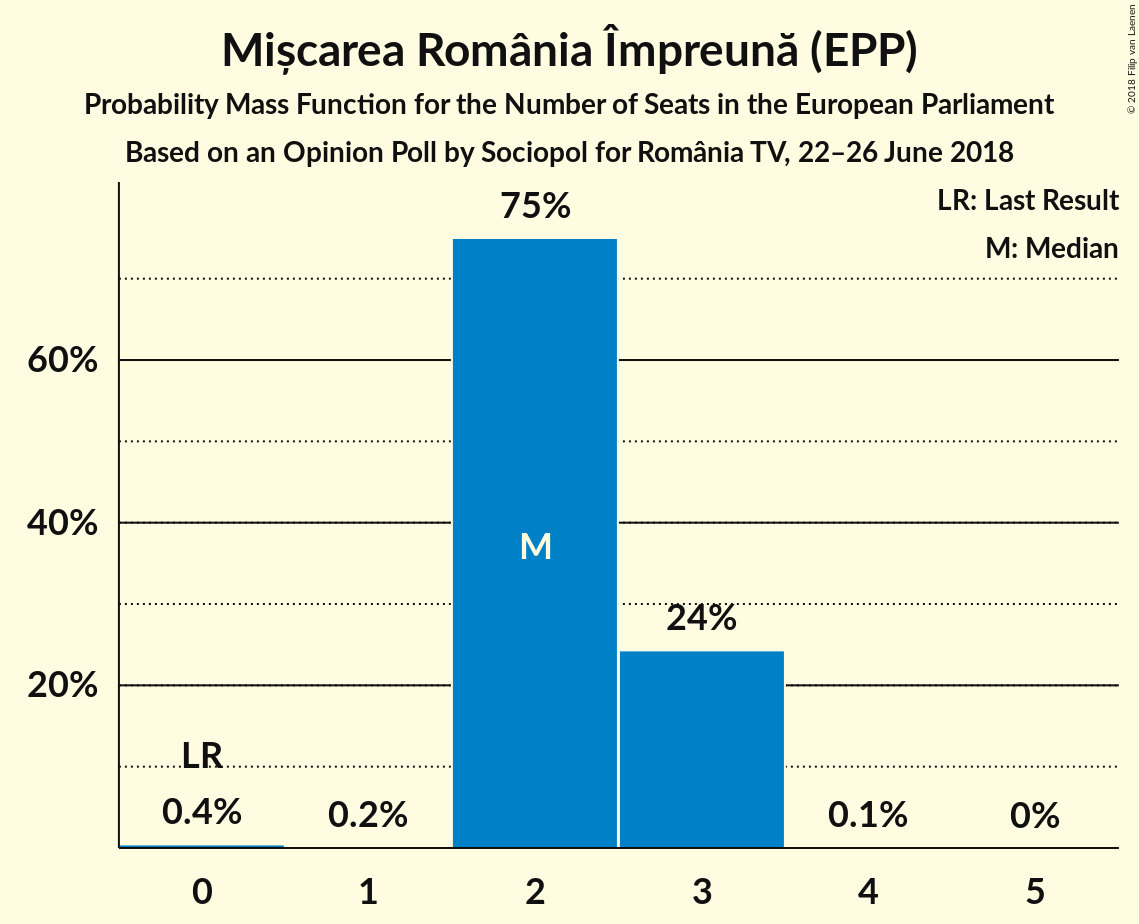 Mișcarea România Împreună (EPP)
Probability Mass Function for the Number of Seats in the European Parliament
Based on an Opinion Poll by Sociopol for România TV, 22–26 June 2018
© 2018 Filip van Laenen
LR: Last Result
M: Median
75%
60%
40%
M
24%
20%
LR
0.4%
0.2%
0.1%
0%
0 1 2 3 4 5